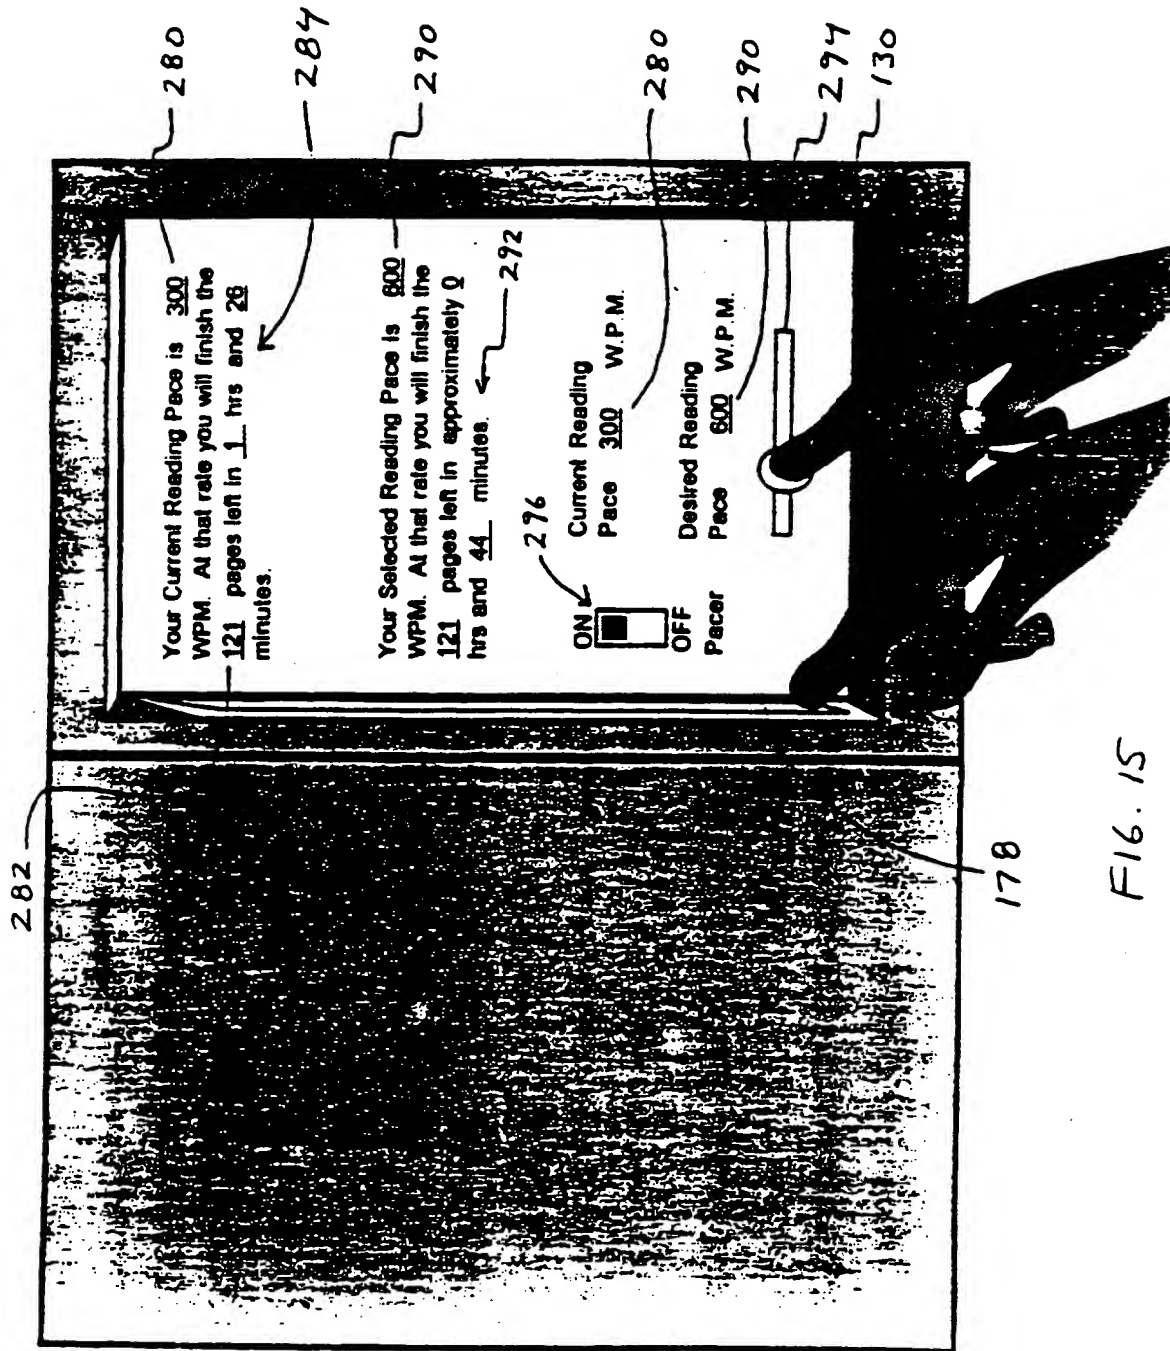 282
Your Current Reading Pace is 300
WPM. At that rate you will finish the
121 pages left in 1 hrs and 26
minutes.
280
284
Your Selected Reading Pace is 600
WPM. At that rate you will finish the
121 pages left in approximately 0
hrs and 44 minutes.
290
292
296
ON
OFF
Pacer
Current Reading
Pace 300 W.P.M.
280
Desired Reading
Pace 600 W.P.M.
290
294
130
178
FIG. 15